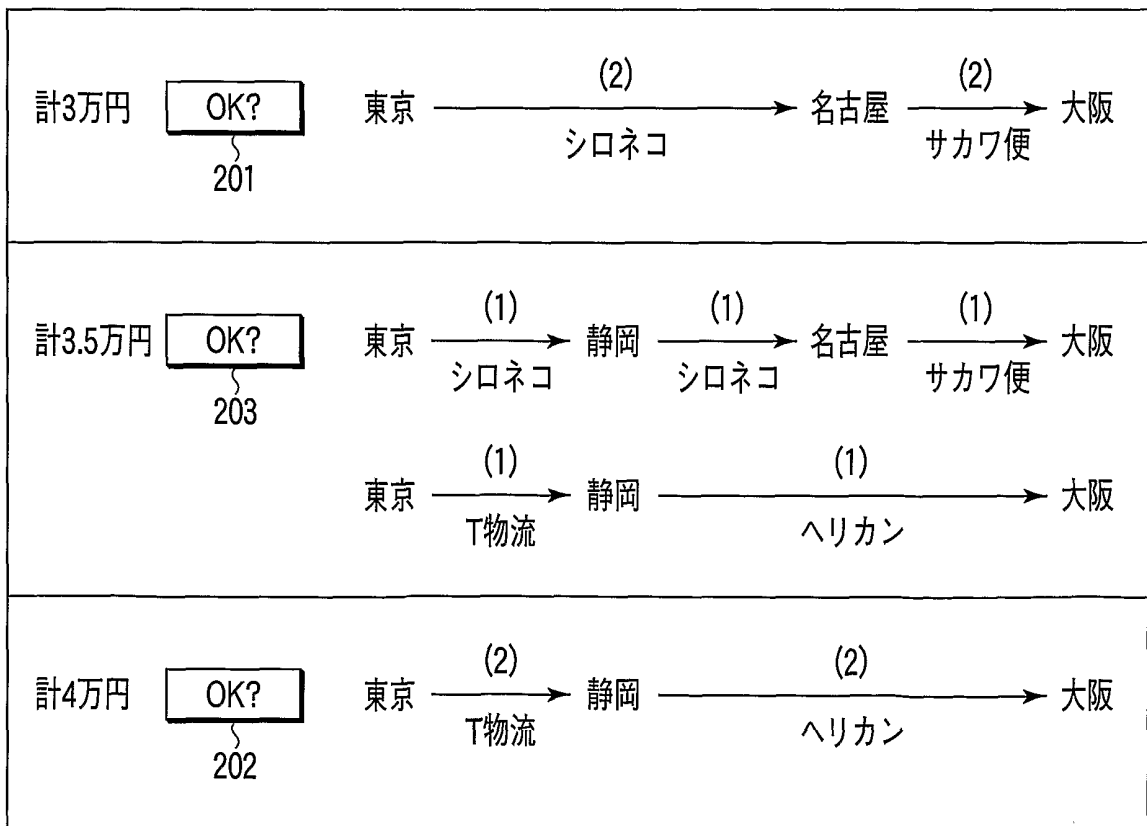 (2) (2)
計3万円 OK? 東京 名古屋 大阪
シロネコ サカワ便
201
(1) (1) (1)
計3.5万円 OK? 東京 静岡 名古屋 大阪
シロネコ シロネコ サカワ便
203
(1) (1)
東京 静岡 大阪
T物流 ヘリカン
(2) (2)
計4万円 OK? 東京 静岡 大阪
T物流 ヘリカン
202